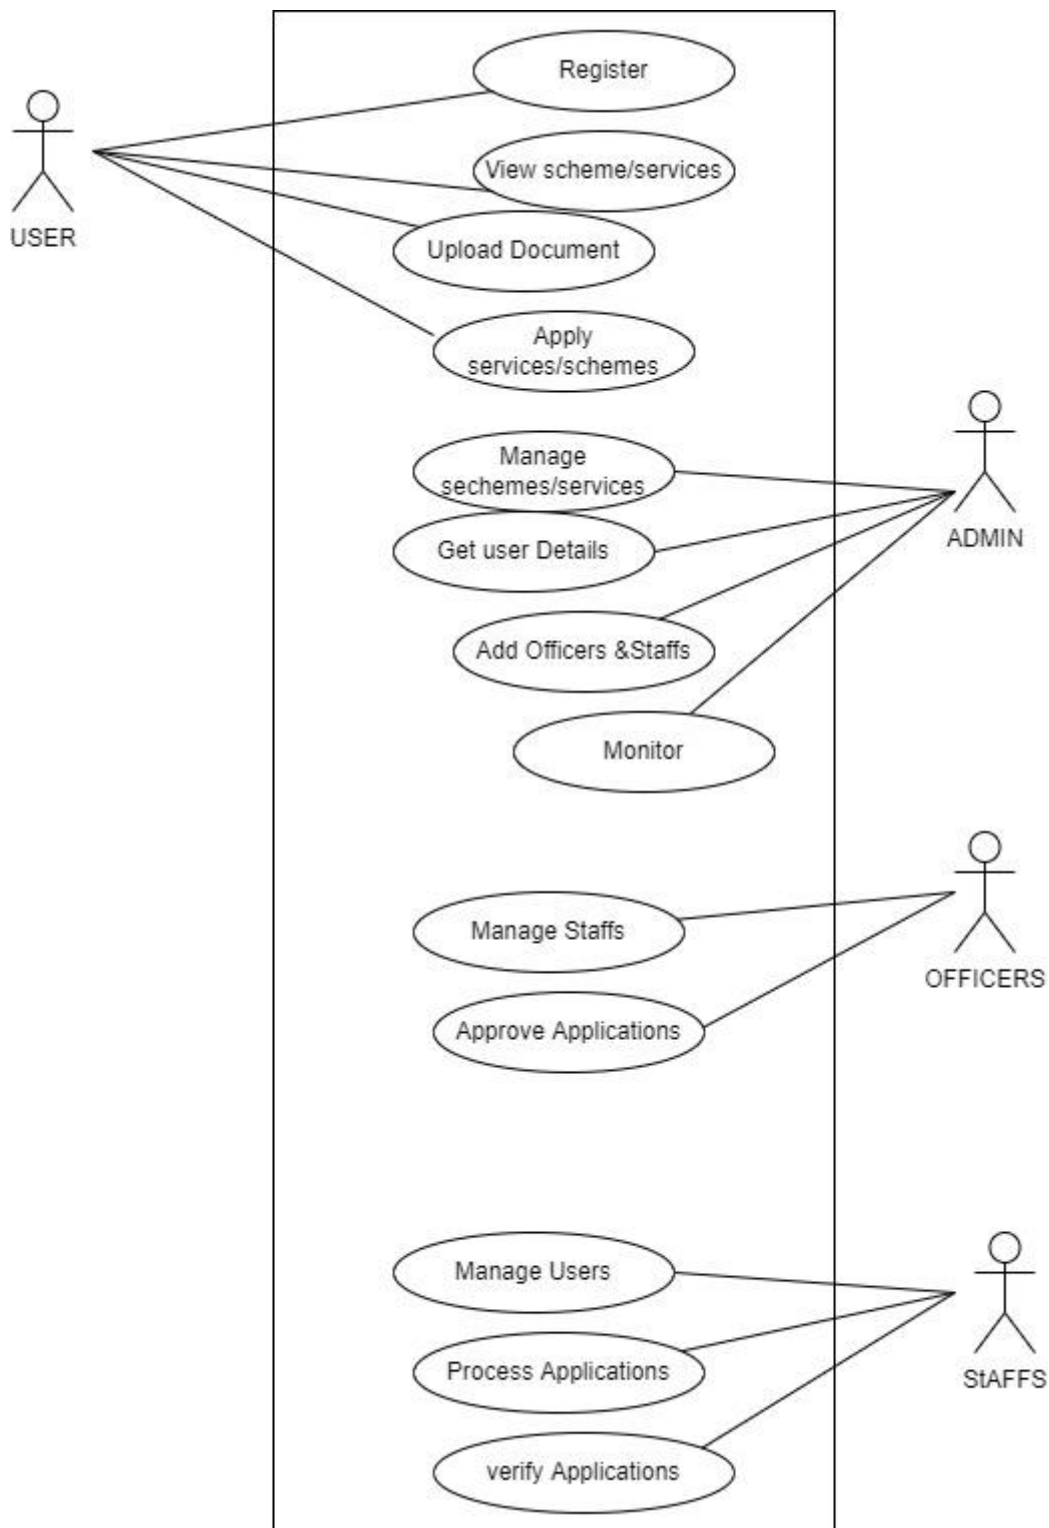 Register
View scheme/services
USER
Upload Document
Apply
services/schemes
Manage
sechemes/services
ADMIN
Get user Details
Add Officers &Staffs
Monitor
Manage Staffs
OFFICERS
Approve Applications
Manage Users
Process Applications
StAFFS
verify Applications